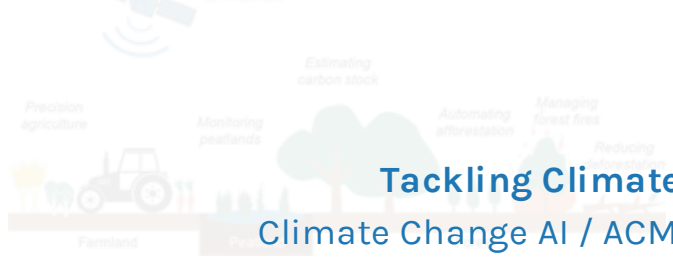 Estimating
carbon stock
Precision
agriculture
Monitoring
peatlands
Automating
afforestation
Managing
forest fires
Reducing
deforestation
Tackling Climate
Climate Change AI / ACM
Farmland